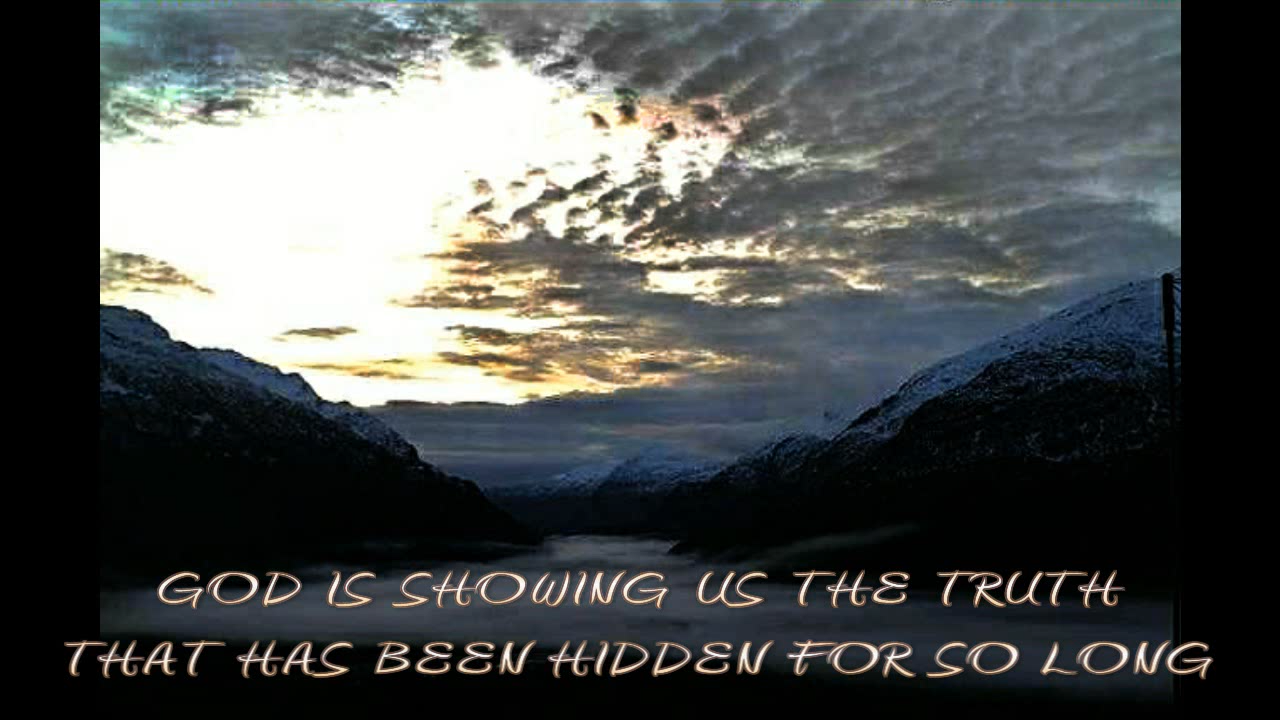 GOD IS SHOWING US THE TRUTH
THAT HAS BEEN HIDDEN FOR SO LONG